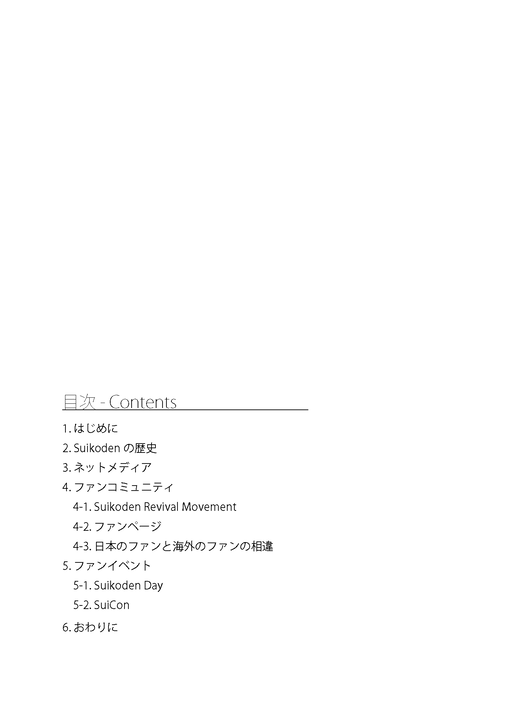 目次 - Contents
1. はじめに
2. Suikoden の歴史
3. ネットメディア
4. ファンコミュニティ
4-1. Suikoden Revival Movement
4-2. ファンページ
4-3. 日本のファンと海外のファンの相違
5. ファンイベント
5-1. Suikoden Day
5-2. SuiCon
6. おわりに